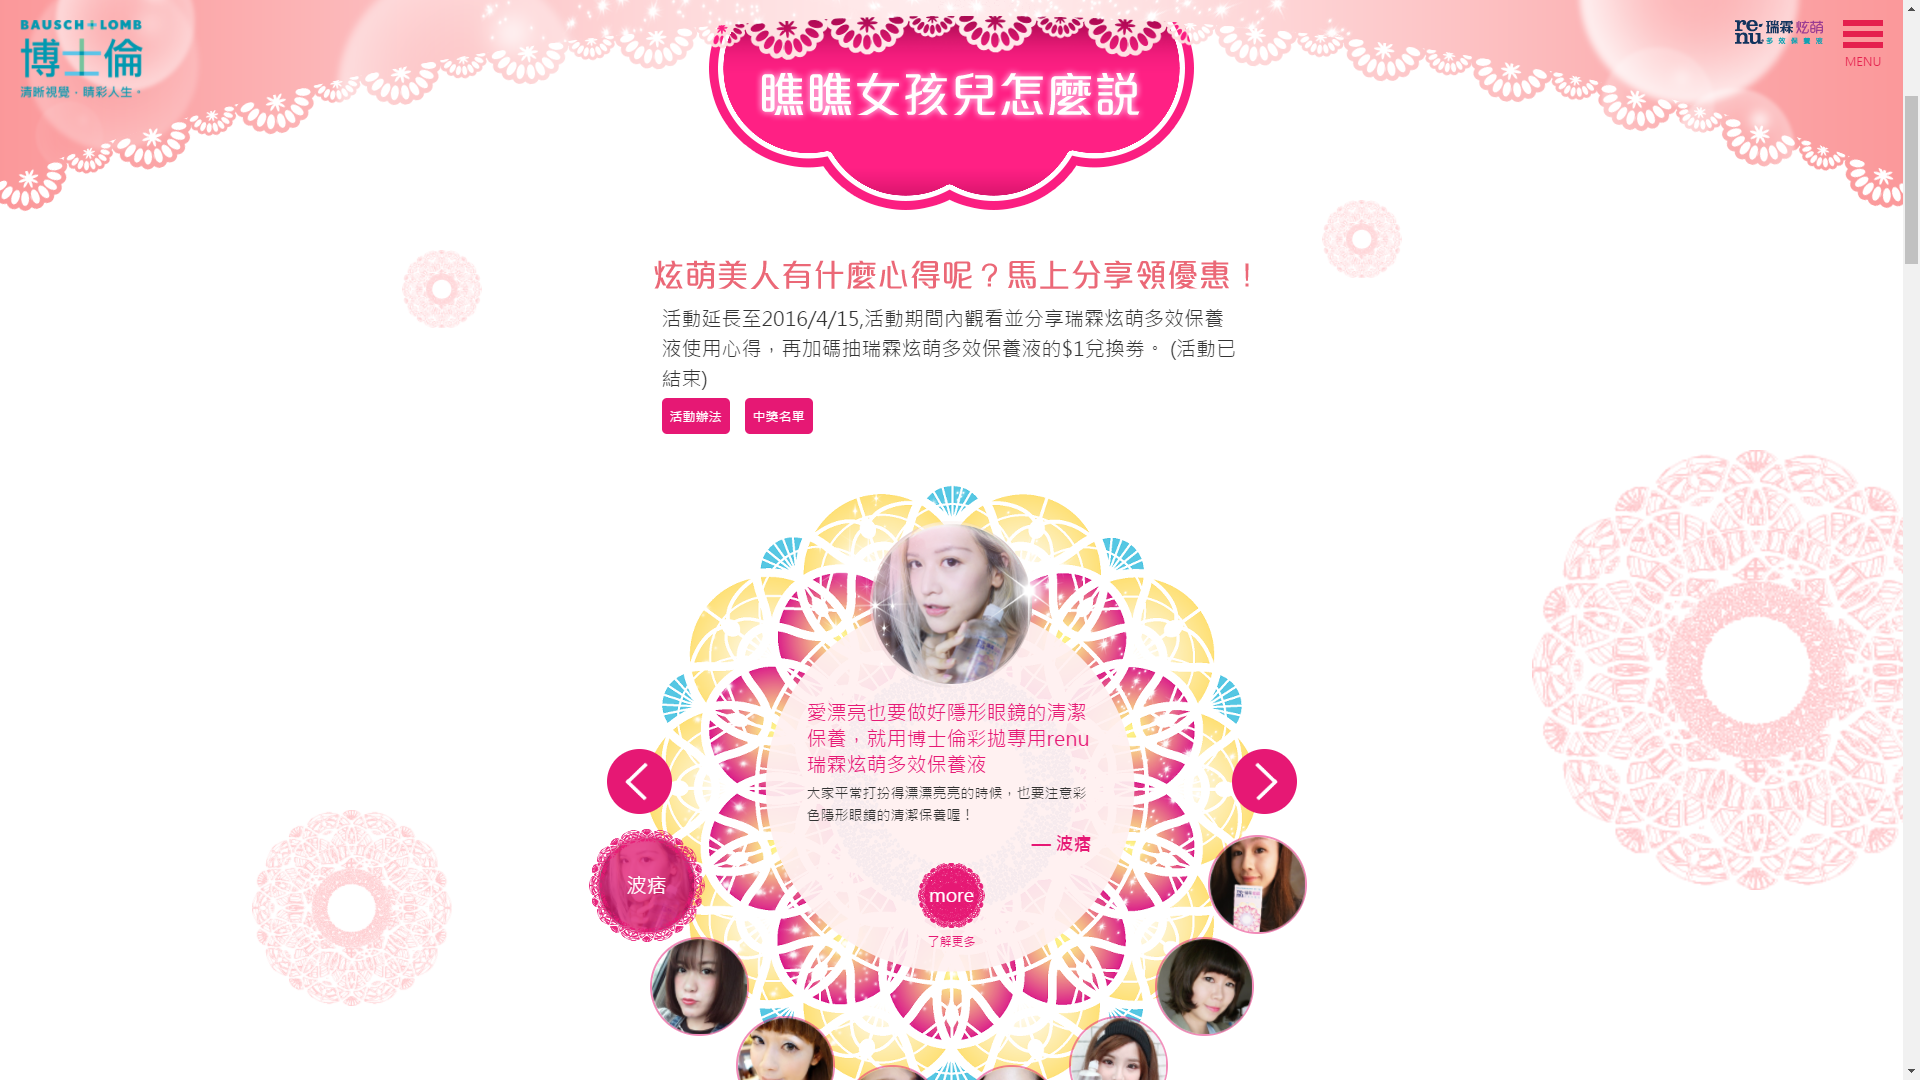 BAUSCH + LOMB
博士倫
清晰視覺．睛彩人生。
renu 瑞霖炫萌
多效保養液
MENU
瞧瞧女孩兒怎麼說
炫萌美人有什麼心得呢？馬上分享領優惠！
活動延長至2016/4/15,活動期間內觀看並分享瑞霖炫萌多效保養
液使用心得，再加碼抽瑞霖炫萌多效保養液的$1兌換劵。 (活動已
結束)
活動辦法
中獎名單
愛漂亮也要做好隱形眼鏡的清潔
保養，就用博士倫彩拋專用renu
瑞霖炫萌多效保養液
大家平常打扮得漂漂亮亮的時候，也要注意彩
色隱形眼鏡的清潔保養喔！
— 波痞
波痞
more
了解更多